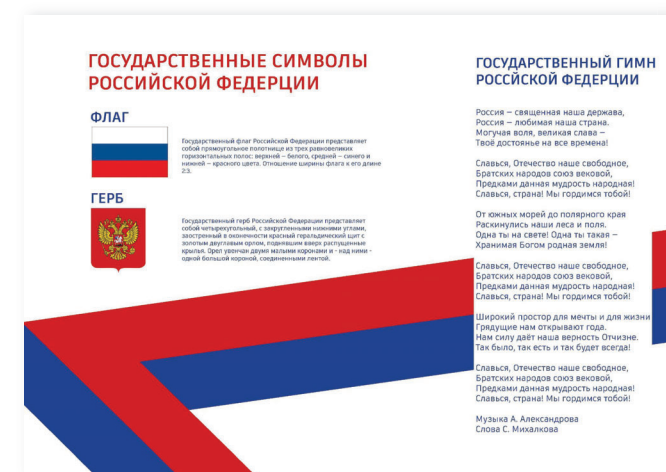 ГОСУДАРСТВЕННЫЕ СИМВОЛЫ
РОССИЙСКОЙ ФЕДЕРЦИИ
ФЛАГ
Государственный флаг Российской Федерации представляет
собой прямоугольное полотнище из трех равновеликих
горизонтальных полос: верхней – белого, средней – синего и
нижней – красного цвета. Отношение ширины флага к его длине
2:3.
ГЕРБ
Государственный герб Российской Федерации представляет
собой четырехугольный, с закругленными нижними углами,
заостренный в оконечности красный геральдический щит с
золотым двуглавым орлом, поднявшим вверх распущенные
крылья. Орел увенчан двумя малыми коронами и - над ними -
одной большой короной, соединенными лентой.
ГОСУДАРСТВЕННЫЙ ГИМН
РОССЙСКОЙ ФЕДЕРЦИИ
Россия – священная наша держава,
Россия – любимая наша страна.
Могучая воля, великая слава –
Твоё достоянье на все времена!
Славься, Отечество наше свободное,
Братских народов союз вековой,
Предками данная мудрость народная!
Славься, страна! Мы гордимся тобой!
От южных морей до полярного края
Раскинулись наши леса и поля.
Одна ты на свете! Одна ты такая –
Хранимая Богом родная земля!
Славься, Отечество наше свободное,
Братских народов союз вековой,
Предками данная мудрость народная!
Славься, страна! Мы гордимся тобой!
Широкий простор для мечты и для жизни
Грядущие нам открывают года.
Нам силу даёт наша верность Отчизне.
Так было, так есть и так будет всегда!
Славься, Отечество наше свободное,
Братских народов союз вековой,
Предками данная мудрость народная!
Славься, страна! Мы гордимся тобой!
Музыка А. Александрова
Слова С. Михалкова